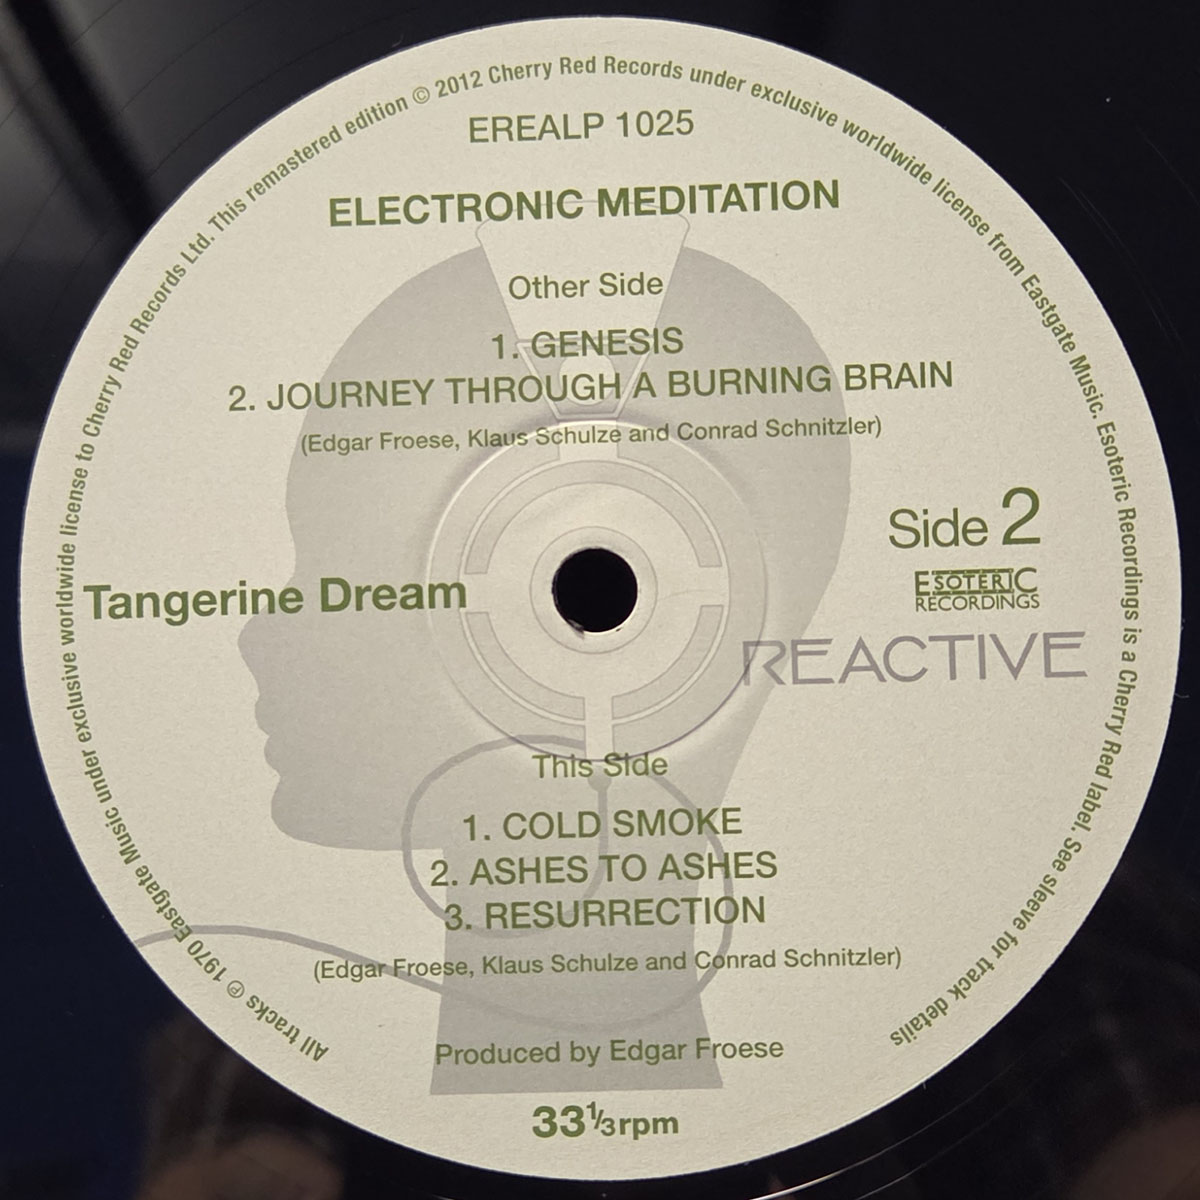 All tracks ℗ 1970 Eastgate Music under exclusive worldwide license to Cherry Red Records Ltd. This remastered edition © 2012 Cherry Red Records under exclusive worldwide license from Eastgate Music. Esoteric Recordings is a Cherry Red label. See sleeve for track details
EREALP 1025
ELECTRONIC MEDITATION
Other Side
1. GENESIS
2. JOURNEY THROUGH A BURNING BRAIN
(Edgar Froese, Klaus Schulze and Conrad Schnitzler)
Side 2
ESOTERIC
RECORDINGS
Tangerine Dream
REACTIVE
This Side
1. COLD SMOKE
2. ASHES TO ASHES
3. RESURRECTION
(Edgar Froese, Klaus Schulze and Conrad Schnitzler)
Produced by Edgar Froese
33⅓rpm